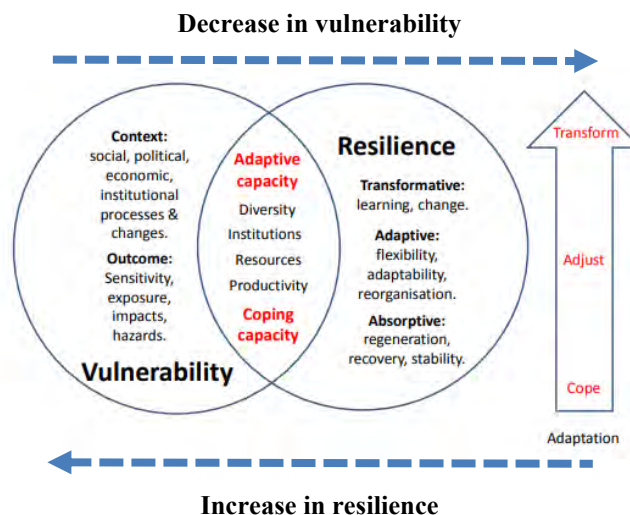 Decrease in vulnerability
Context:
social, political,
economic,
institutional
processes &
changes.
Outcome:
Sensitivity,
exposure,
impacts,
hazards.
Vulnerability
Adaptive
capacity
Diversity
Institutions
Resources
Productivity
Coping
capacity
Resilience
Transformative:
learning, change.
Adaptive:
flexibility,
adaptability,
reorganisation.
Absorptive:
regeneration,
recovery, stability.
Transform
Adjust
Cope
Adaptation
Increase in resilience